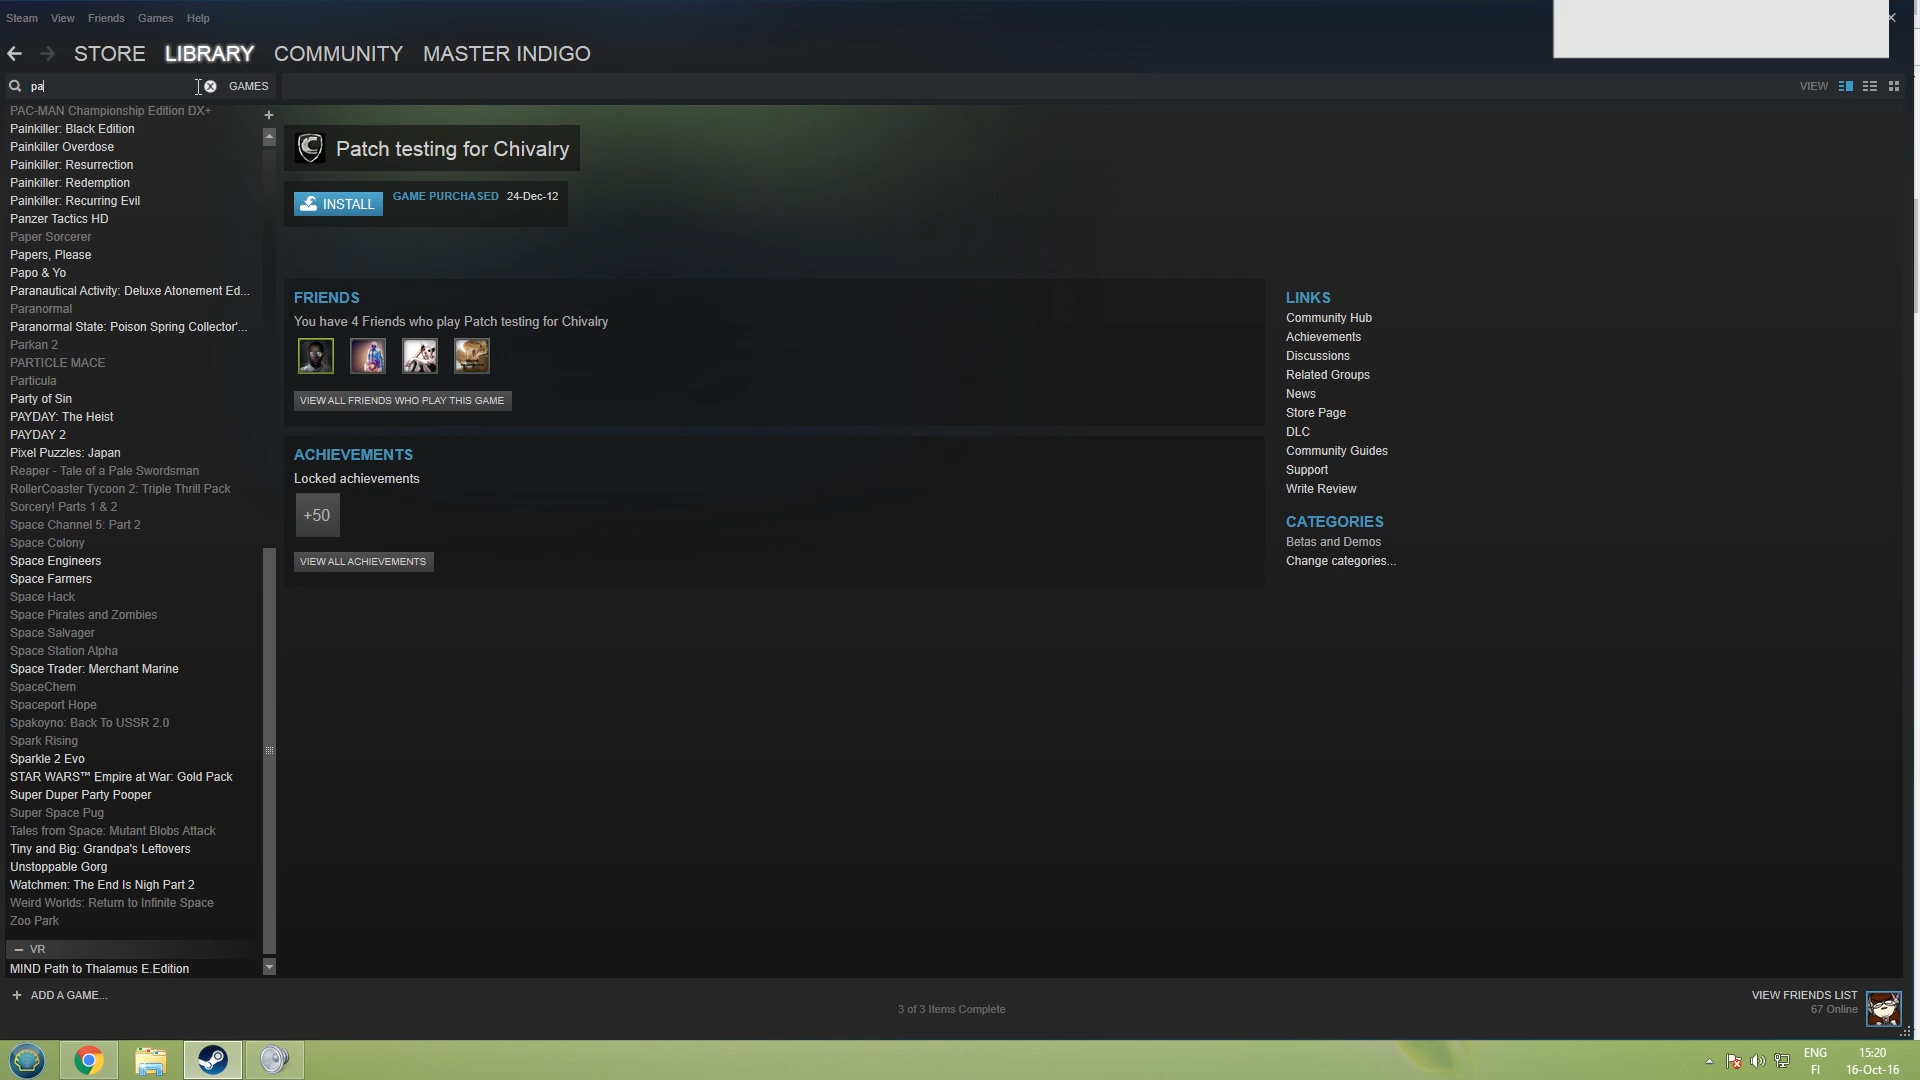 Steam View Friends Games Help
STORE LIBRARY COMMUNITY MASTER INDIGO
pa GAMES VIEW
PAC-MAN Championship Edition DX+
Painkiller: Black Edition
Painkiller Overdose
Painkiller: Resurrection
Painkiller: Redemption
Painkiller: Recurring Evil
Panzer Tactics HD
Paper Sorcerer
Papers, Please
Papo & Yo
Paranautical Activity: Deluxe Atonement Ed...
Paranormal
Paranormal State: Poison Spring Collector'...
Parkan 2
PARTICLE MACE
Particula
Party of Sin
PAYDAY: The Heist
PAYDAY 2
Pixel Puzzles: Japan
Reaper - Tale of a Pale Swordsman
RollerCoaster Tycoon 2: Triple Thrill Pack
Sorcery! Parts 1 & 2
Space Channel 5: Part 2
Space Colony
Space Engineers
Space Farmers
Space Hack
Space Pirates and Zombies
Space Salvager
Space Station Alpha
Space Trader: Merchant Marine
SpaceChem
Spaceport Hope
Spakoyno: Back To USSR 2.0
Spark Rising
Sparkle 2 Evo
STAR WARS™ Empire at War: Gold Pack
Super Duper Party Pooper
Super Space Pug
Tales from Space: Mutant Blobs Attack
Tiny and Big: Grandpa's Leftovers
Unstoppable Gorg
Watchmen: The End Is Nigh Part 2
Weird Worlds: Return to Infinite Space
Zoo Park
VR
MIND Path to Thalamus E.Edition
ADD A GAME...
Patch testing for Chivalry
INSTALL GAME PURCHASED 24-Dec-12
FRIENDS
You have 4 Friends who play Patch testing for Chivalry
VIEW ALL FRIENDS WHO PLAY THIS GAME
ACHIEVEMENTS
Locked achievements
+50
VIEW ALL ACHIEVEMENTS
LINKS
Community Hub
Achievements
Discussions
Related Groups
News
Store Page
DLC
Community Guides
Support
Write Review
CATEGORIES
Betas and Demos
Change categories...
3 of 3 Items Complete
VIEW FRIENDS LIST
67 Online
ENG
FI
15:20
16-Oct-16